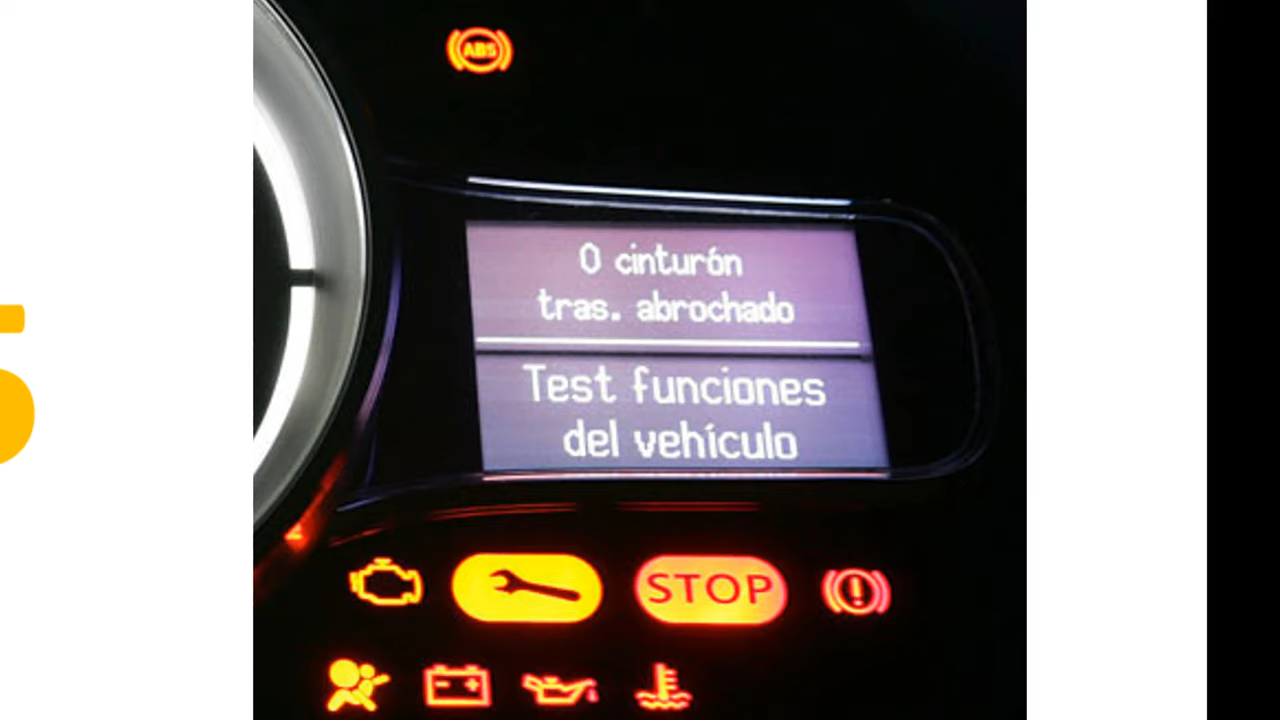 ABS
0 cinturón
tras. abrochado
Test funciones
del vehículo
STOP